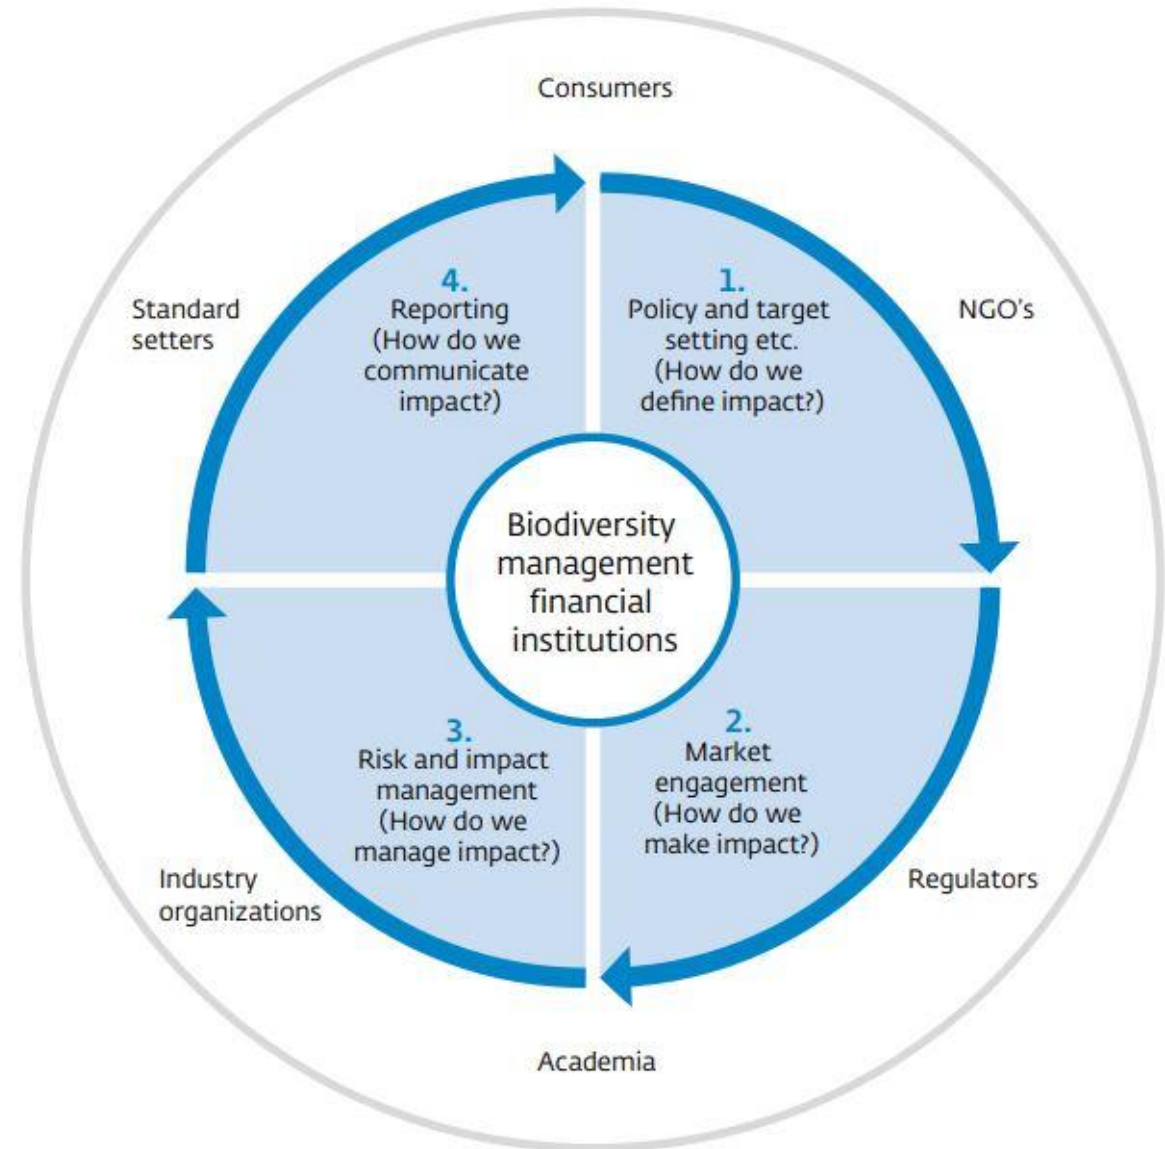 Consumers
Standard
setters
NGO's
4.
Reporting
(How do we
communicate
impact?)
1.
Policy and target
setting etc.
(How do we
define impact?)
Biodiversity
management
financial
institutions
3.
Risk and impact
management
(How do we
manage impact?)
2.
Market
engagement
(How do we
make impact?)
Industry
organizations
Regulators
Academia